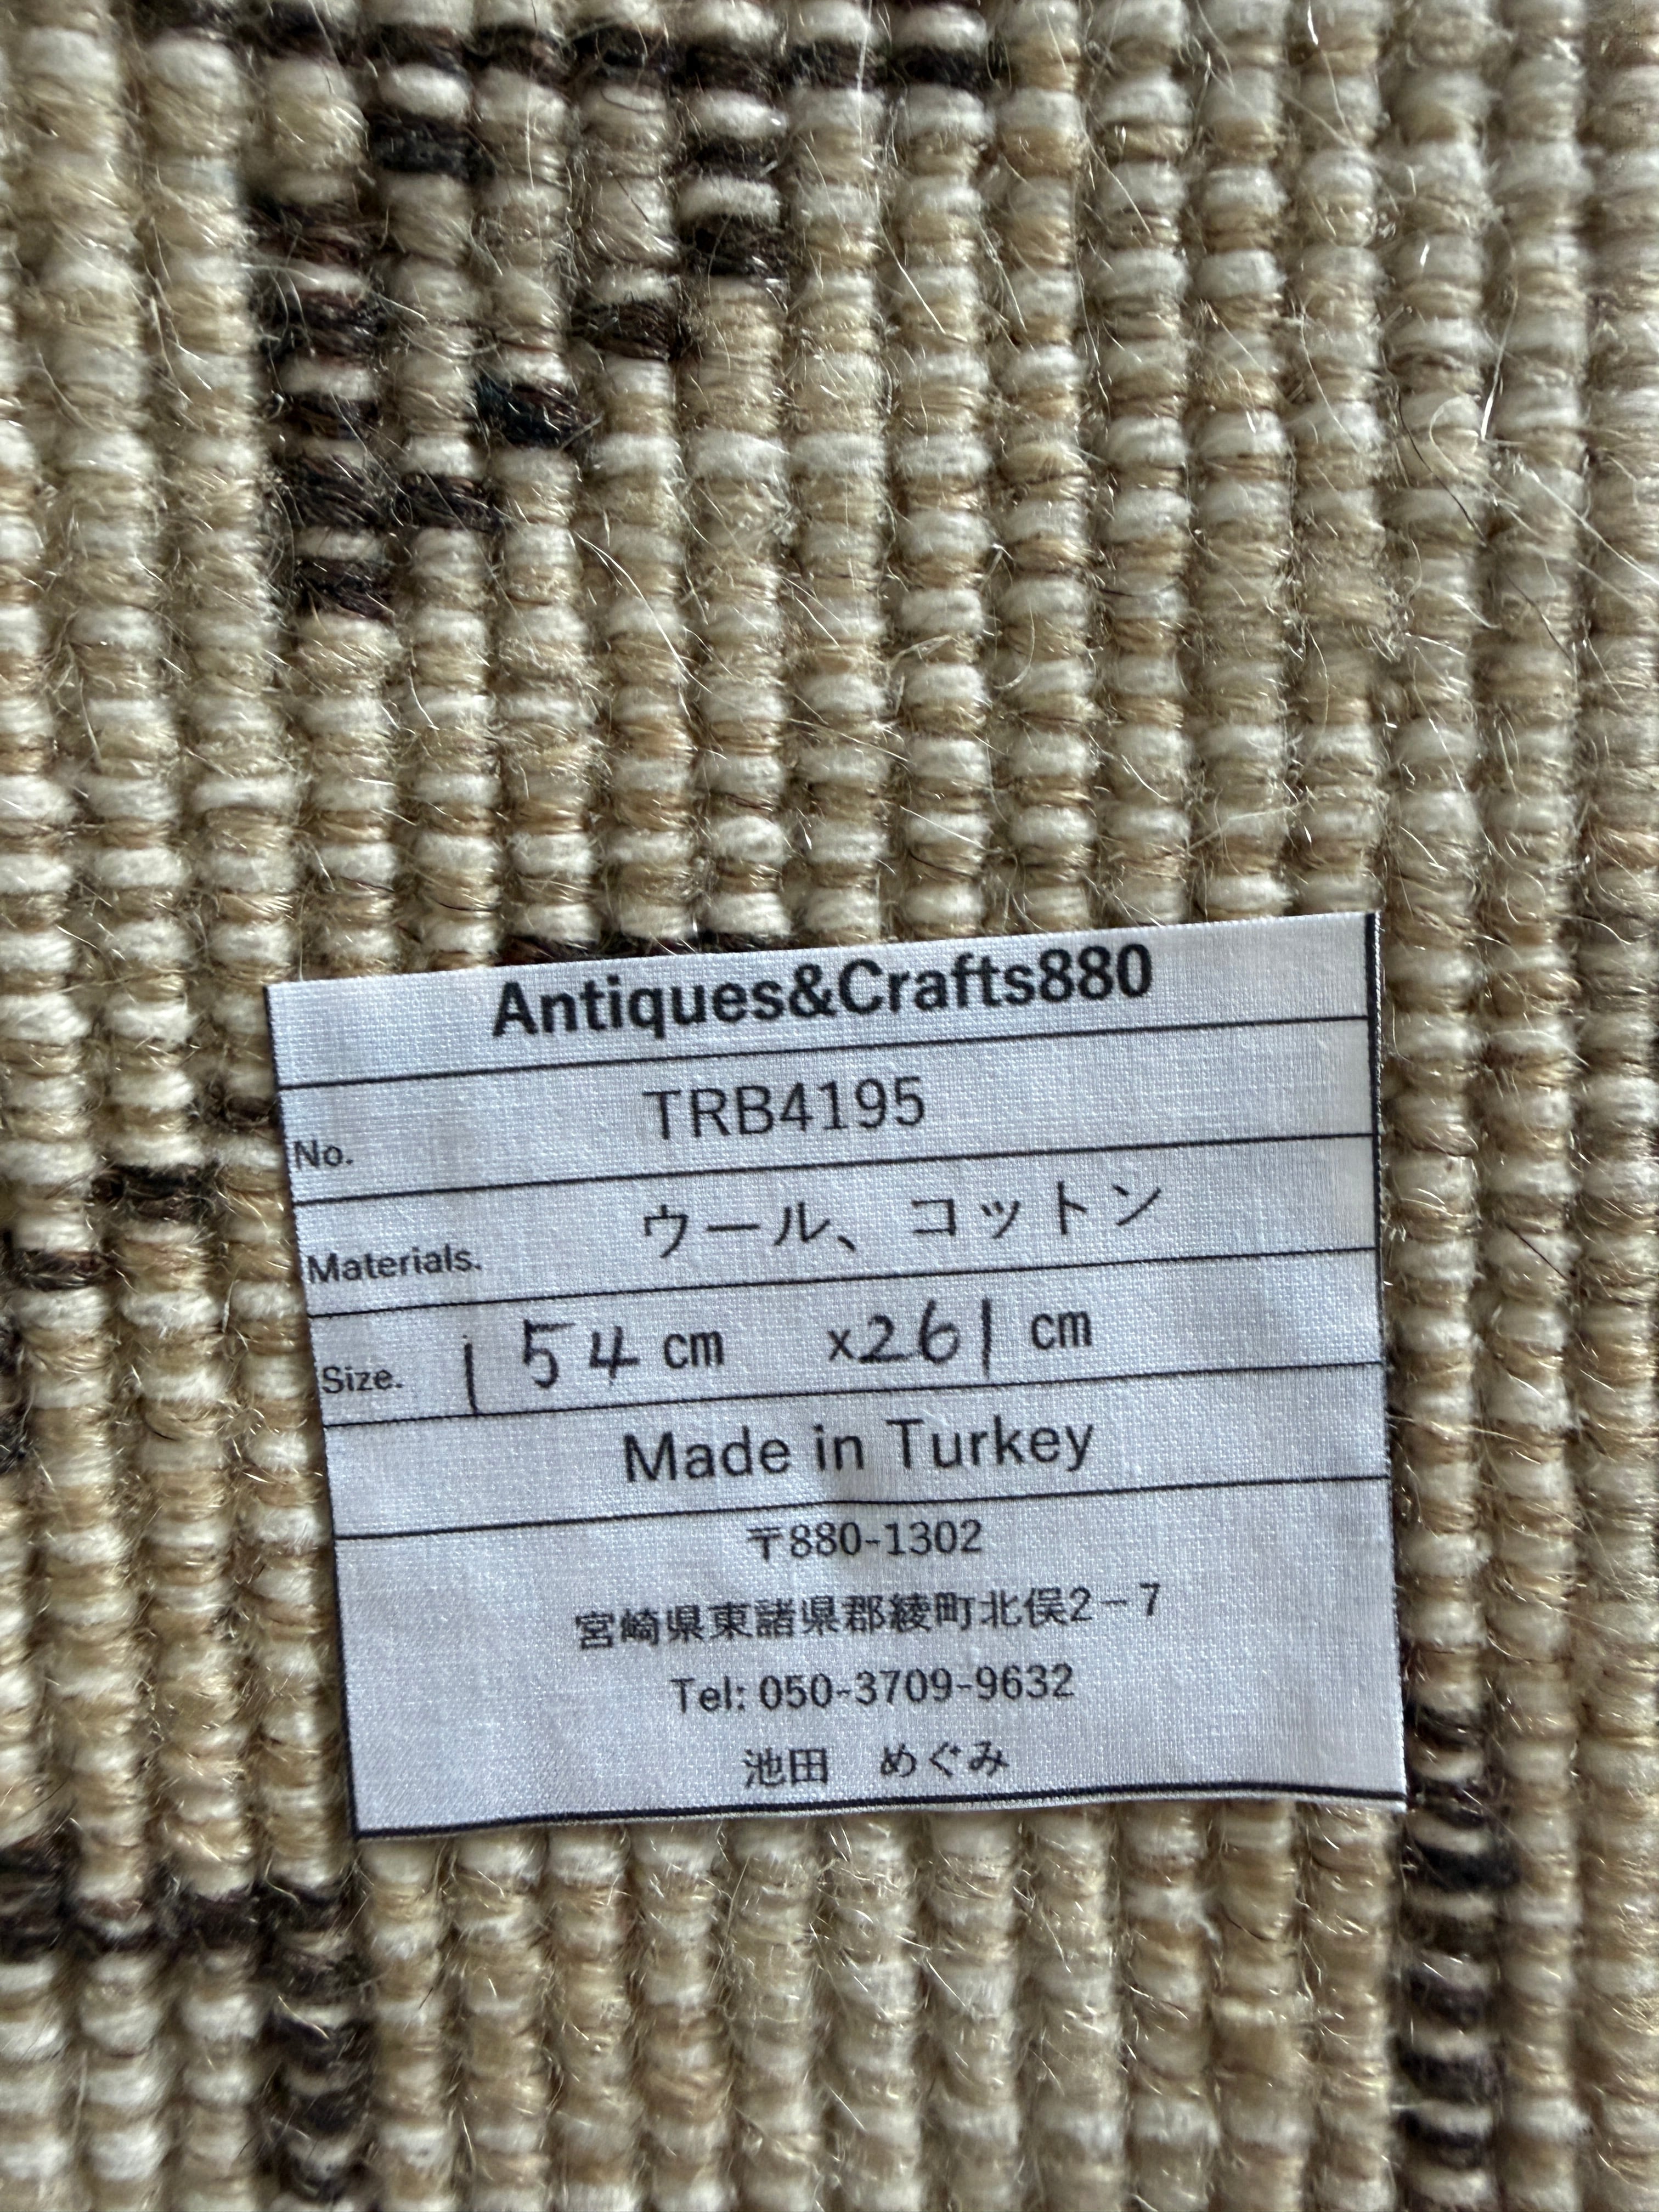 Antiques&Crafts880
No. TRB4195
Materials. ウール、コットン
Size. 154 cm x261 cm
Made in Turkey
〒880-1302
宮崎県東諸県郡綾町北俣2－7
Tel: 050-3709-9632
池田　めぐみ